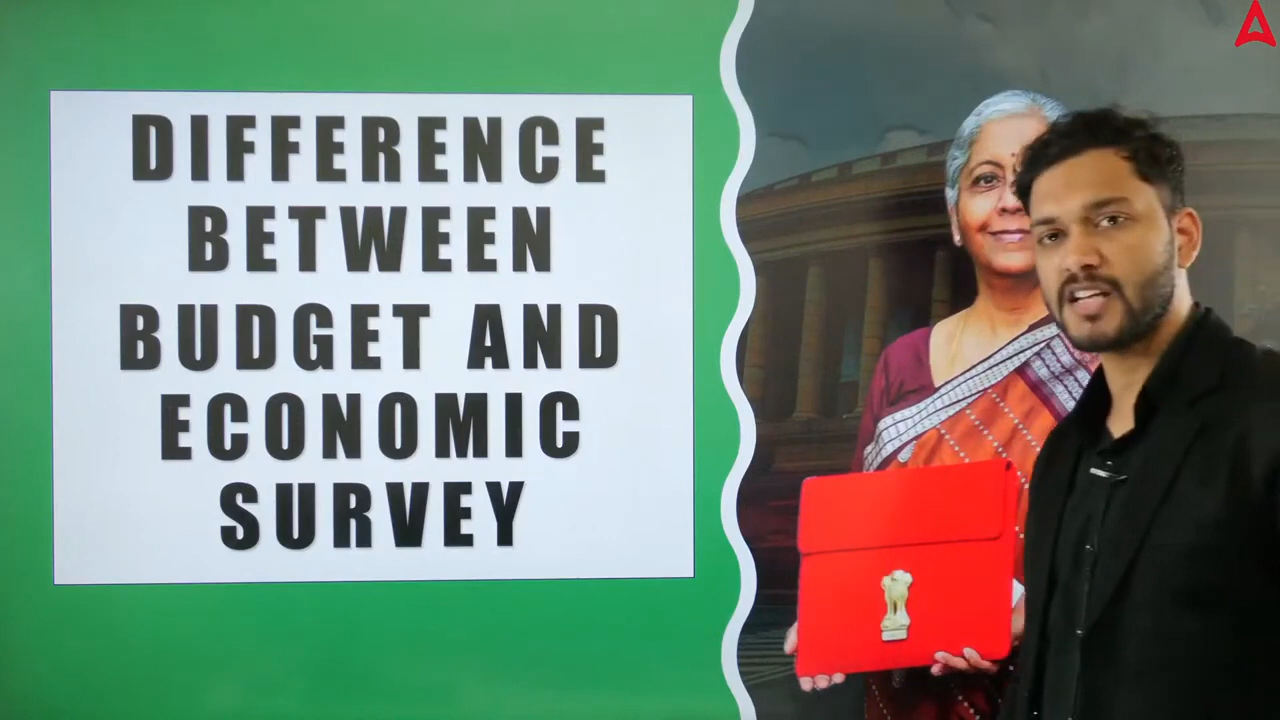 DIFFERENCE
BETWEEN
BUDGET AND
ECONOMIC
SURVEY